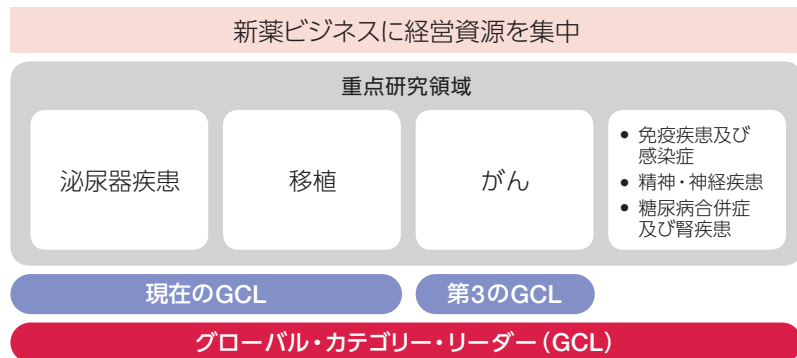 新薬ビジネスに経営資源を集中
重点研究領域
泌尿器疾患
移植
がん
• 免疫疾患及び
感染症
• 精神・神経疾患
• 糖尿病合併症
及び腎疾患
現在のGCL
第3のGCL
グローバル・カテゴリー・リーダー(GCL)